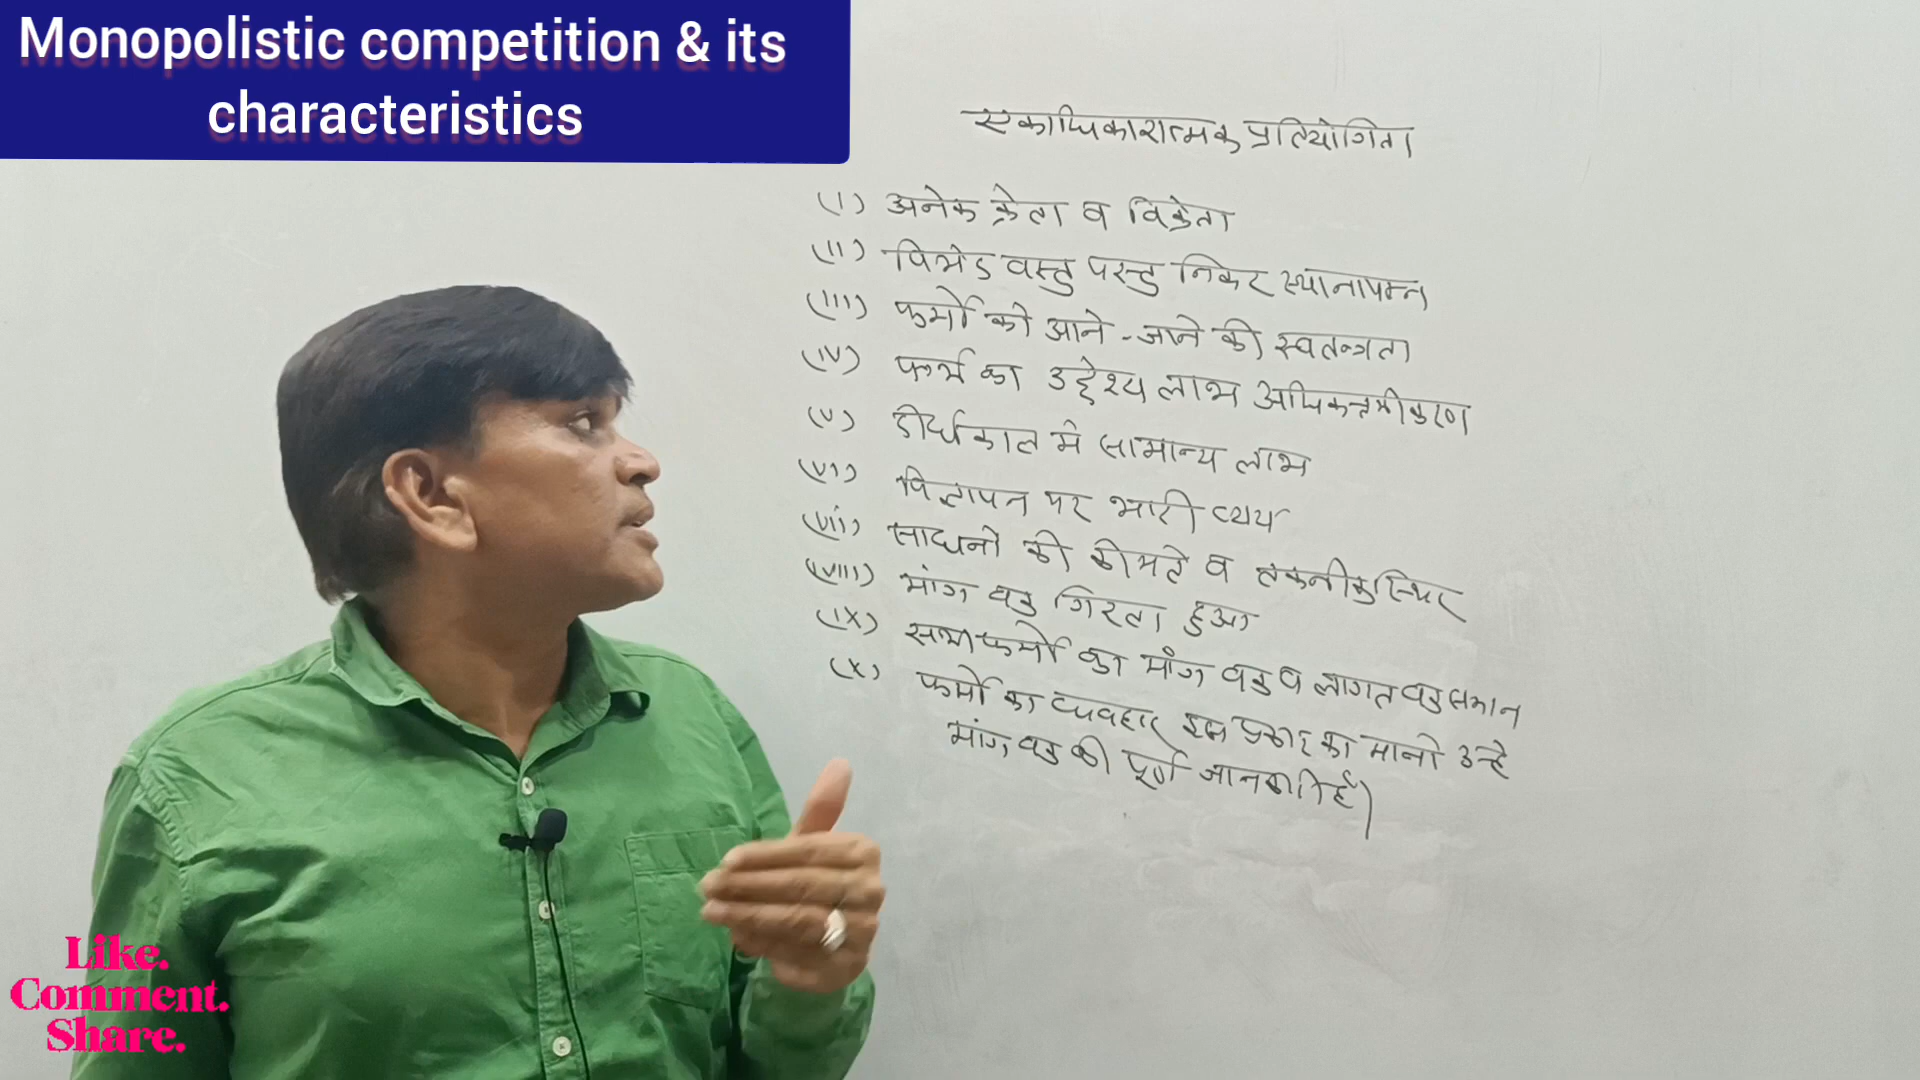 Monopolistic competition & its
characteristics
एकाधिकारात्मक प्रतियोगिता
(i) अनेक क्रेता व विक्रेता
(ii) विभेद वस्तु परन्तु निकट स्थानापन्न
(iii) फर्मों को आने-जाने की स्वतन्त्रता
(iv) फर्म का उद्देश्य लाभ अधिकतमीकरण
(v) दीर्घकाल मे सामान्य लाभ
(vi) विज्ञापन पर भारी व्यय
(vii) साधनो की कीमते व तकनीक स्थिर
(viii) मांग वक्र गिरता हुआ
(ix) सभी फर्मों का माँग वक्र व लागत वक्र समान
(x) फर्मों का व्यवहार इस प्रकार का मानो उन्हे
मांग वक्र की पूर्ण जानकारी है।
Like.
Comment.
Share.